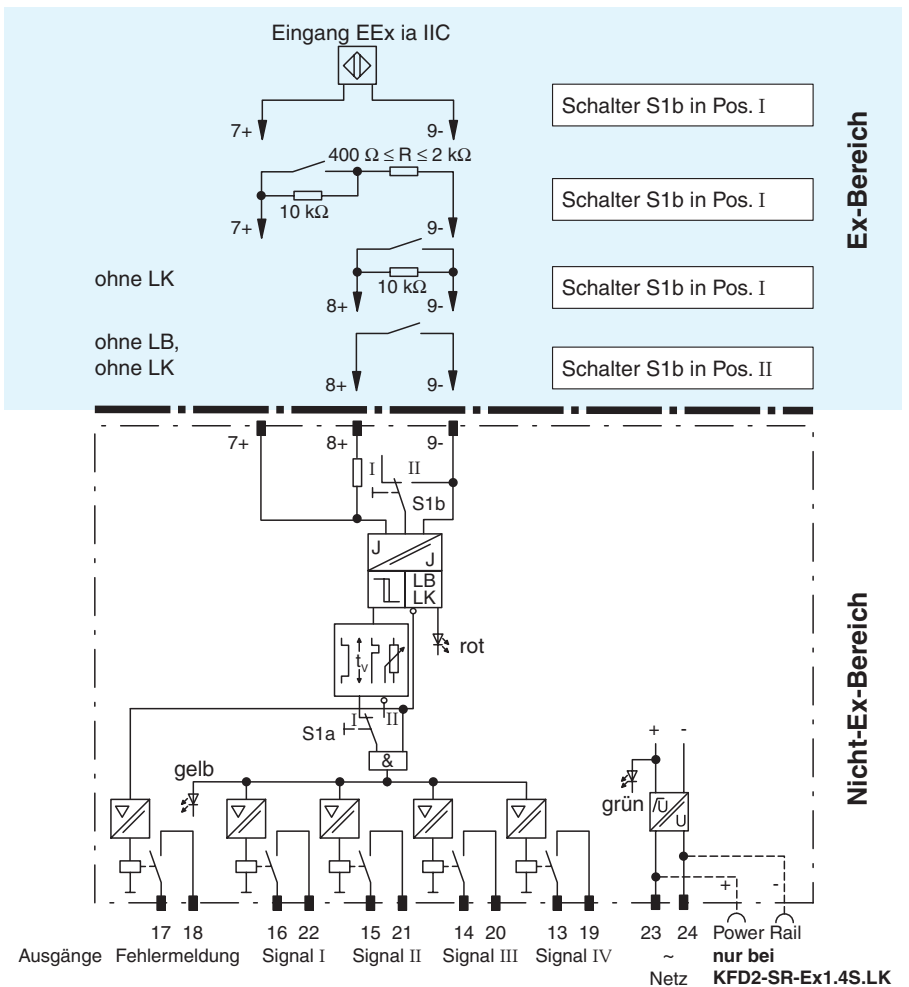 Eingang EEx ia IIC
Schalter S1b in Pos. I
7+ 9-
400 Ω ≤ R ≤ 2 kΩ
10 kΩ
Schalter S1b in Pos. I
7+ 9-
ohne LK
10 kΩ
Schalter S1b in Pos. I
8+ 9-
ohne LB,
ohne LK
Schalter S1b in Pos. II
8+ 9-
Ex-Bereich
7+ 8+ 9-
I II
S1b
J J
LB
LK
rot
tv
I II
S1a
&
gelb
+ -
grün
U
U
+ -
Nicht-Ex-Bereich
17 18 16 22 15 21 14 20 13 19 23 24 Power Rail
Ausgänge Fehlermeldung Signal I Signal II Signal III Signal IV ~ nur bei
Netz KFD2-SR-Ex1.4S.LK